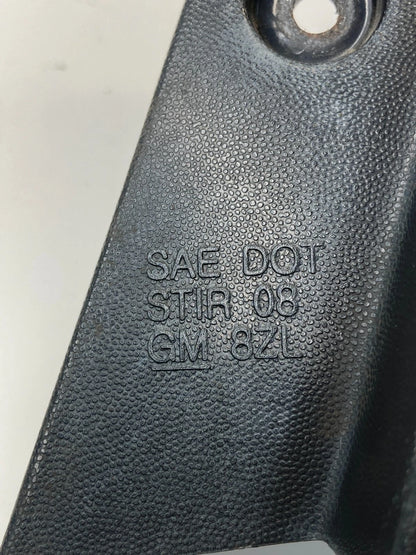 SAE DOT
STIR 08
GM 8ZL